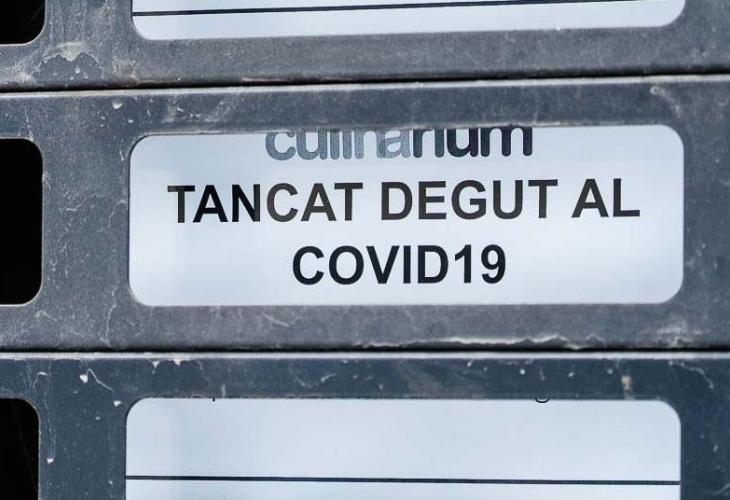 culinarium
TANCAT DEGUT AL
COVID19